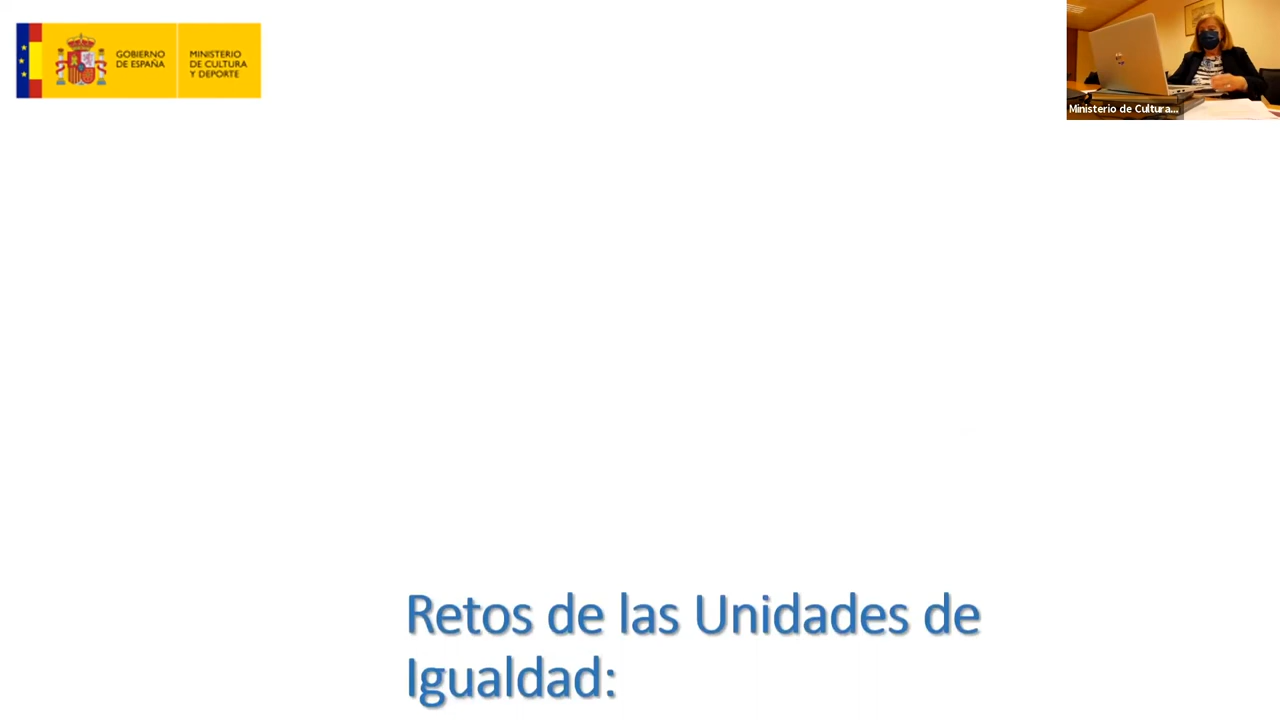 GOBIERNO
DE ESPAÑA
MINISTERIO
DE CULTURA
Y DEPORTE
Ministerio de Cultura...
Retos de las Unidades de
Igualdad: